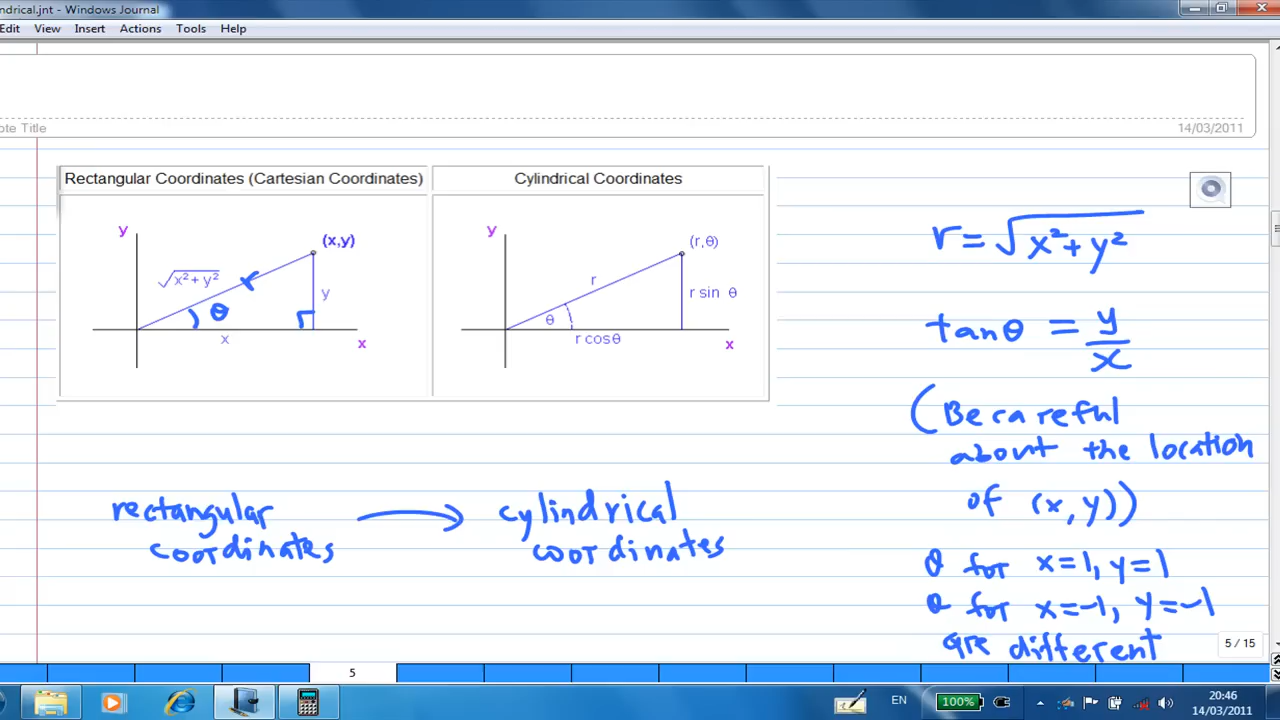 ndrical.jnt - Windows Journal
Edit View Insert Actions Tools Help
ote Title
14/03/2011
Rectangular Coordinates (Cartesian Coordinates)
Cylindrical Coordinates
y
(x,y)
√x²+y²
r
θ
y
x
x
y
(r,θ)
r
r sin θ
θ
r cosθ
x
r = √x²+y²
tanθ = y/x
(Be careful
about the location
of (x,y))
θ for x=1, y=1
θ for x=-1, y=-1
are different
rectangular
coordinates
→
cylindrical
coordinates
5 / 15
5
EN
100%
20:46
14/03/2011